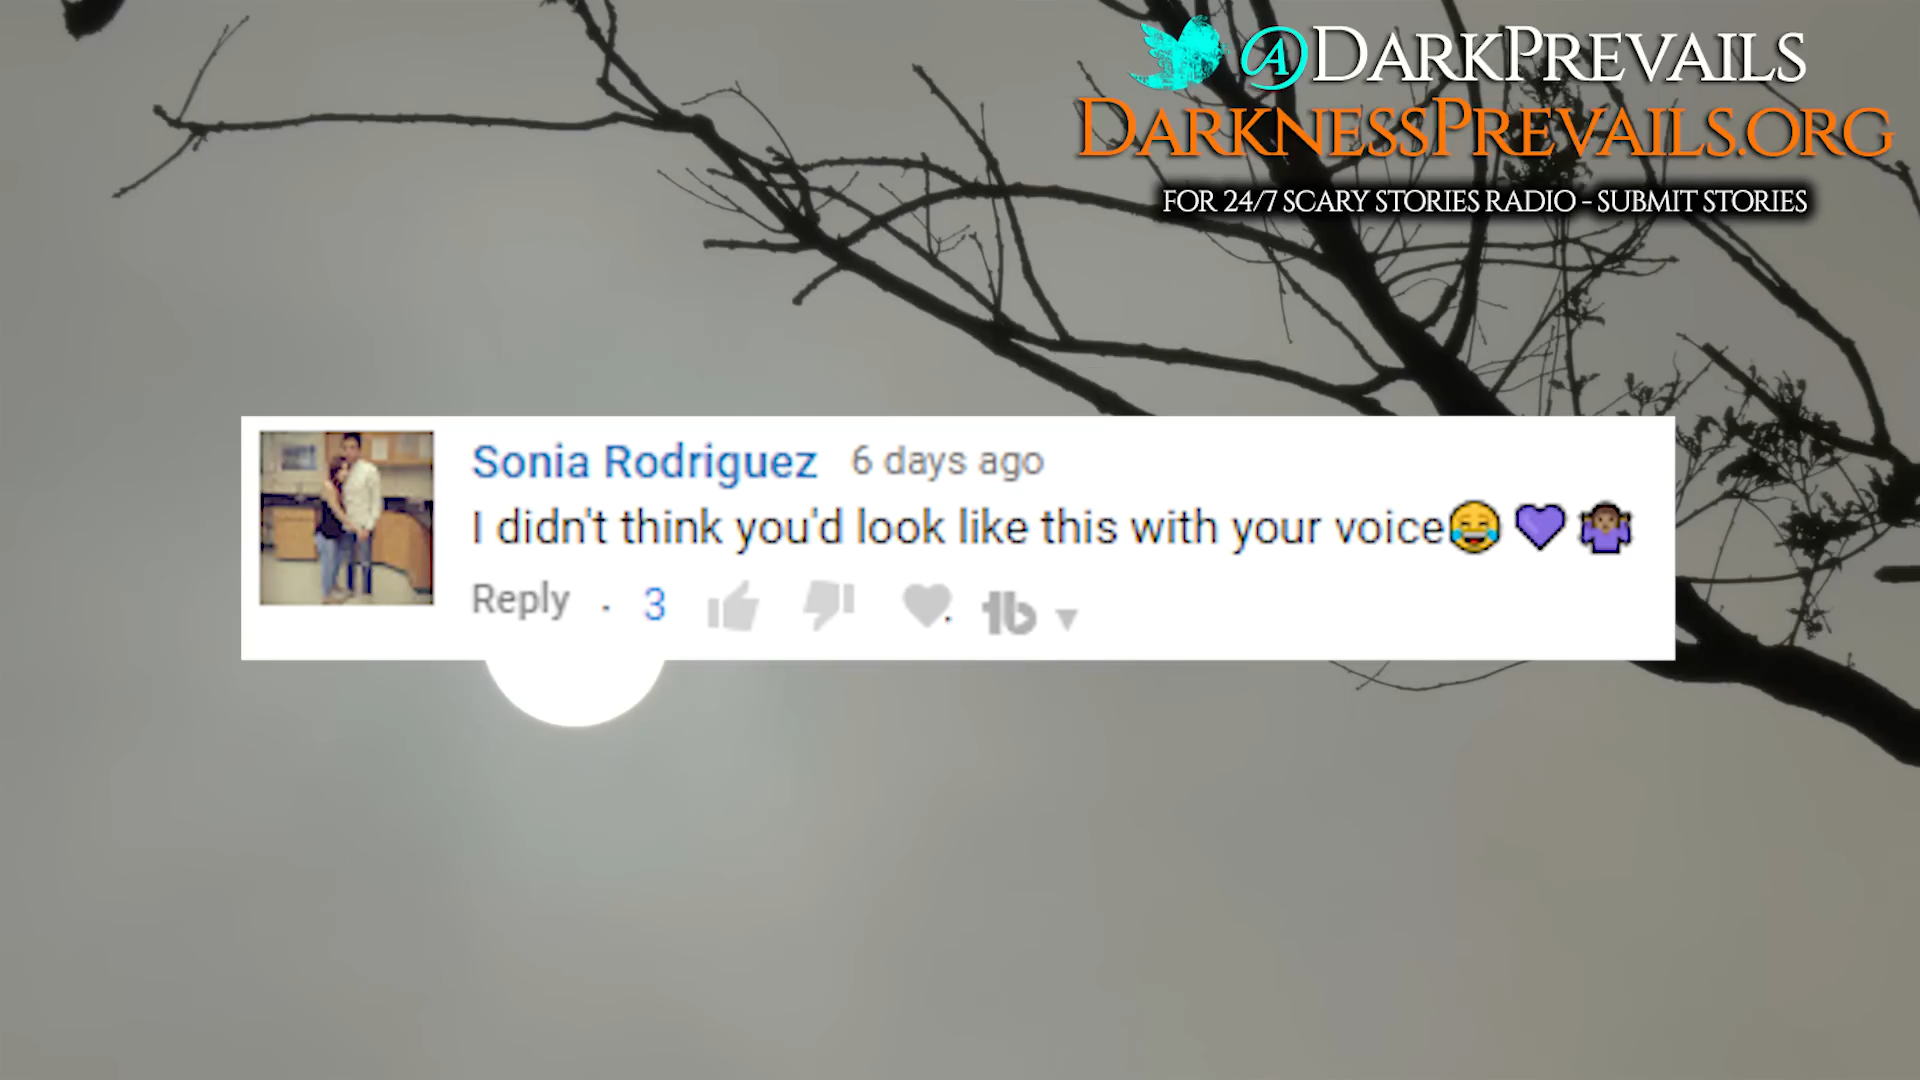 @DARKPREVAILS
DARKNESSPREVAILS.ORG
FOR 24/7 SCARY STORIES RADIO - SUBMIT STORIES
Sonia Rodriguez 6 days ago
I didn't think you'd look like this with your voice😂 💜 🤷🏽‍♀️
Reply . 3 tb